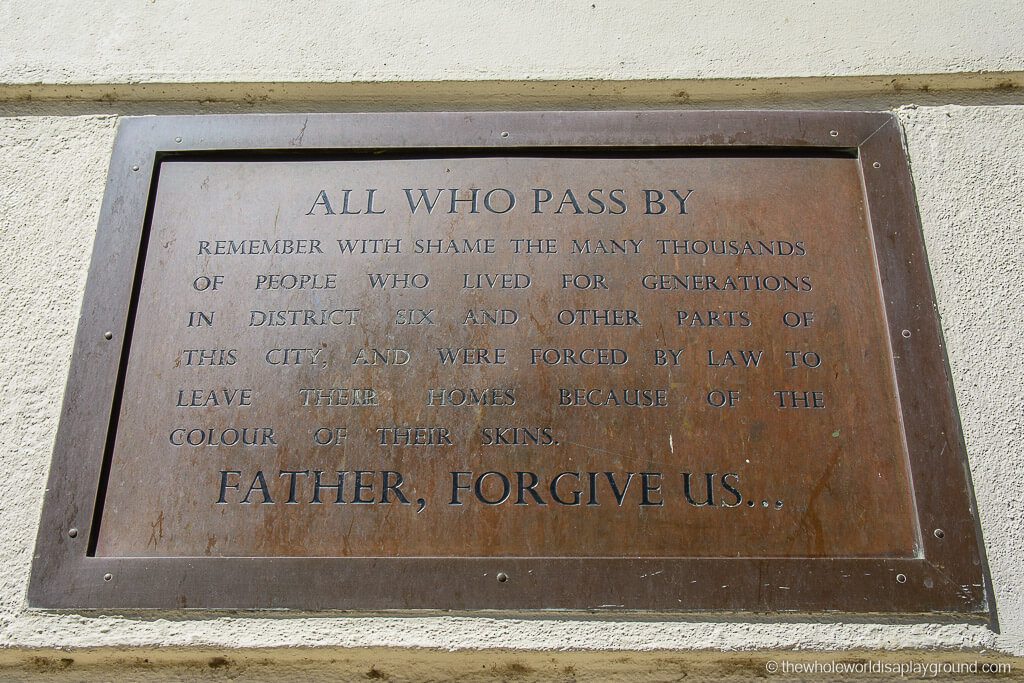 ALL WHO PASS BY
REMEMBER WITH SHAME THE MANY THOUSANDS
OF PEOPLE WHO LIVED FOR GENERATIONS
IN DISTRICT SIX AND OTHER PARTS OF
THIS CITY, AND WERE FORCED BY LAW TO
LEAVE THEIR HOMES BECAUSE OF THE
COLOUR OF THEIR SKINS.
FATHER, FORGIVE US...
© thewholeworldisaplayground.com